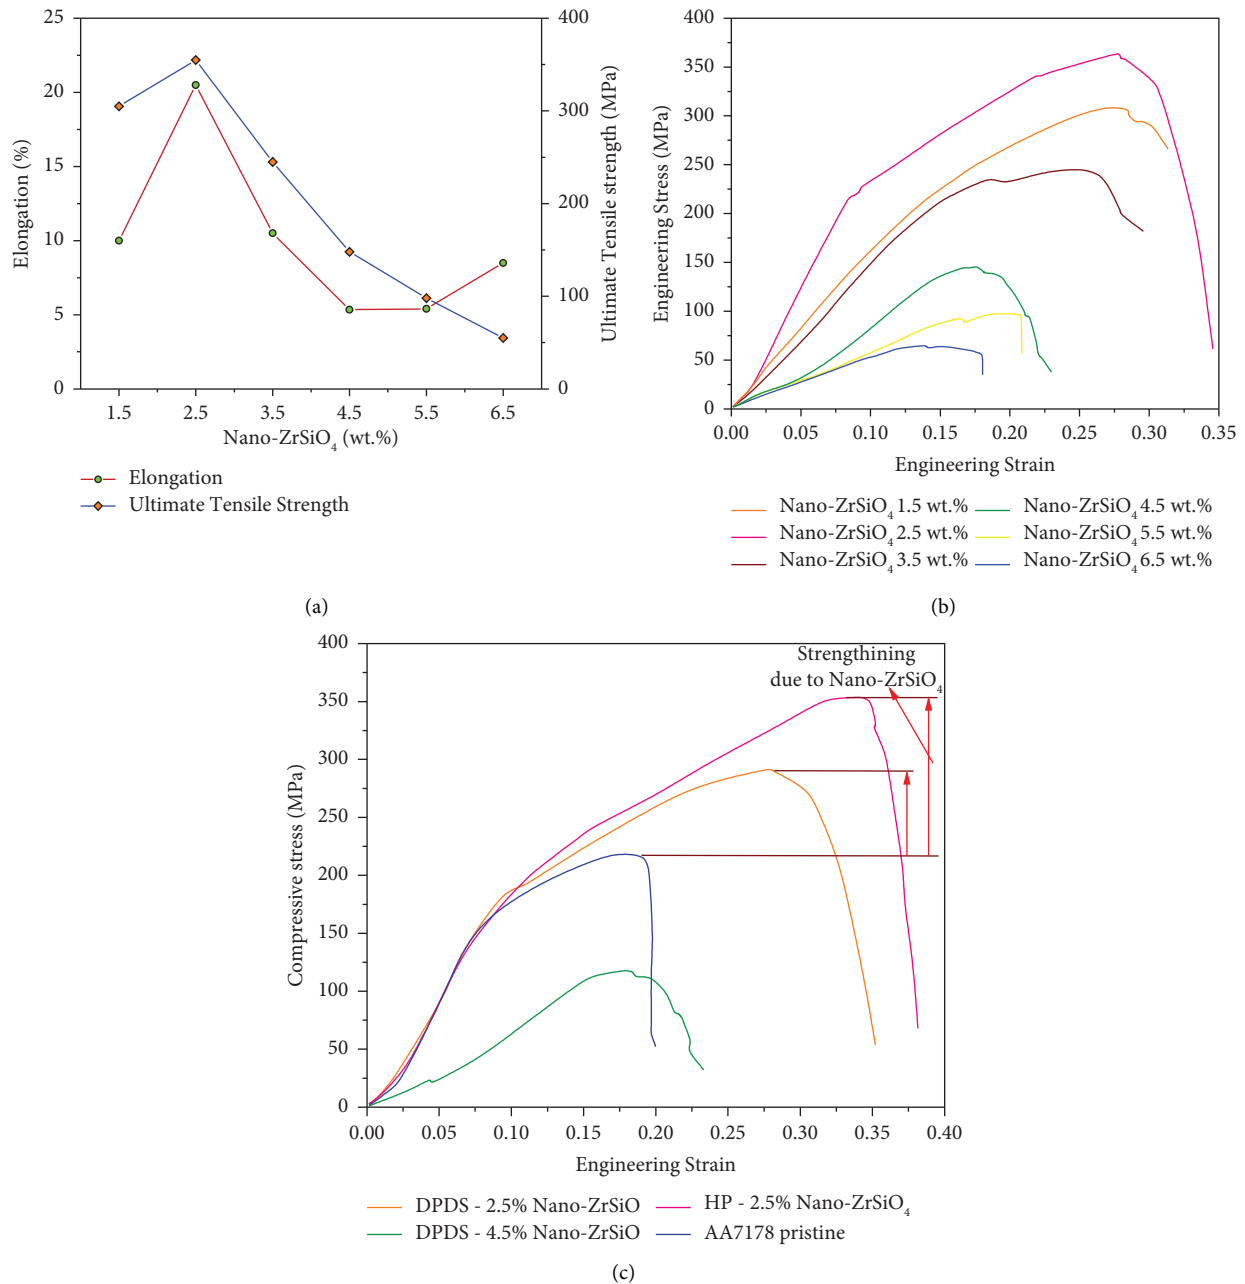 25
20
15
10
5
0
Elongation (%)
400
300
200
100
0
Ultimate Tensile strength (MPa)
1.5 2.5 3.5 4.5 5.5 6.5
Nano-ZrSiO4 (wt.%)
Elongation
Ultimate Tensile Strength
(a)
400
350
300
250
200
150
100
50
0
Engineering Stress (MPa)
0.00 0.05 0.10 0.15 0.20 0.25 0.30 0.35
Engineering Strain
Nano-ZrSiO4 1.5 wt.% Nano-ZrSiO4 4.5 wt.%
Nano-ZrSiO4 2.5 wt.% Nano-ZrSiO4 5.5 wt.%
Nano-ZrSiO4 3.5 wt.% Nano-ZrSiO4 6.5 wt.%
(b)
400
350
300
250
200
150
100
50
0
Compressive stress (MPa)
Strengthining
due to Nano-ZrSiO4
0.00 0.05 0.10 0.15 0.20 0.25 0.30 0.35 0.40
Engineering Strain
DPDS - 2.5% Nano-ZrSiO HP - 2.5% Nano-ZrSiO4
DPDS - 4.5% Nano-ZrSiO AA7178 pristine
(c)